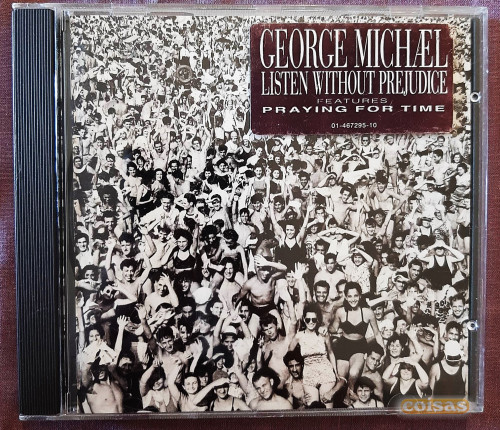 GEORGE MICHÆL
LISTEN WITHOUT PREJUDICE
FEATURES
PRAYING FOR TIME
01-467295-10
coisas